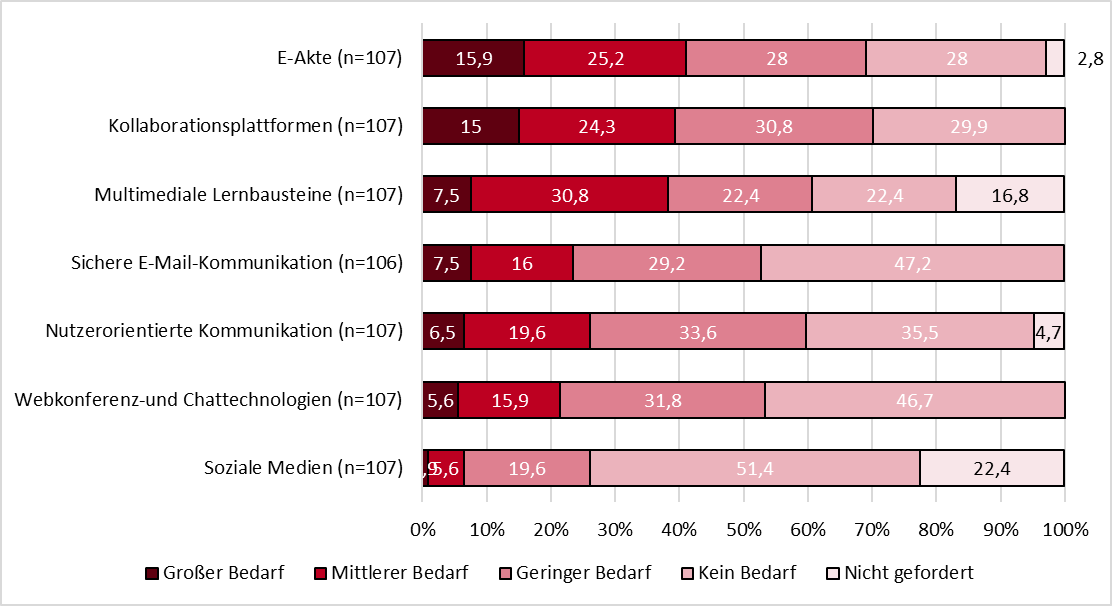 E-Akte (n=107) 15,9 25,2 28 28 2,8
Kollaborationsplattformen (n=107) 15 24,3 30,8 29,9
Multimediale Lernbausteine (n=107) 7,5 30,8 22,4 22,4 16,8
Sichere E-Mail-Kommunikation (n=106) 7,5 16 29,2 47,2
Nutzerorientierte Kommunikation (n=107) 6,5 19,6 33,6 35,5 4,7
Webkonferenz-und Chattechnologien (n=107) 5,6 15,9 31,8 46,7
Soziale Medien (n=107) ,9 5,6 19,6 51,4 22,4
0% 10% 20% 30% 40% 50% 60% 70% 80% 90% 100%
Großer Bedarf Mittlerer Bedarf Geringer Bedarf Kein Bedarf Nicht gefordert